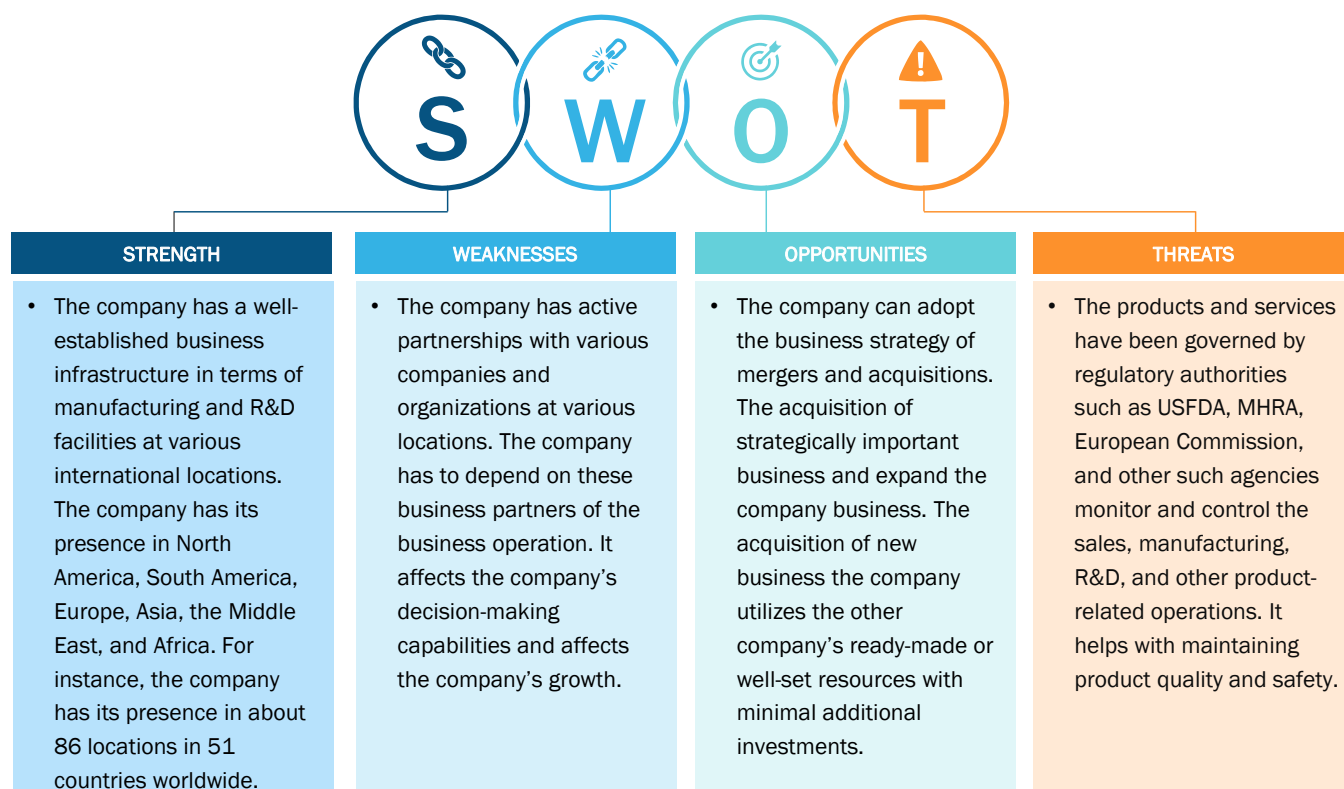 S W O T
STRENGTH
• The company has a well-
established business
infrastructure in terms of
manufacturing and R&D
facilities at various
international locations.
The company has its
presence in North
America, South America,
Europe, Asia, the Middle
East, and Africa. For
instance, the company
has its presence in about
86 locations in 51
countries worldwide.
WEAKNESSES
• The company has active
partnerships with various
companies and
organizations at various
locations. The company
has to depend on these
business partners of the
business operation. It
affects the company’s
decision-making
capabilities and affects
the company’s growth.
OPPORTUNITIES
• The company can adopt
the business strategy of
mergers and acquisitions.
The acquisition of
strategically important
business and expand the
company business. The
acquisition of new
business the company
utilizes the other
company’s ready-made or
well-set resources with
minimal additional
investments.
THREATS
• The products and services
have been governed by
regulatory authorities
such as USFDA, MHRA,
European Commission,
and other such agencies
monitor and control the
sales, manufacturing,
R&D, and other product-
related operations. It
helps with maintaining
product quality and safety.